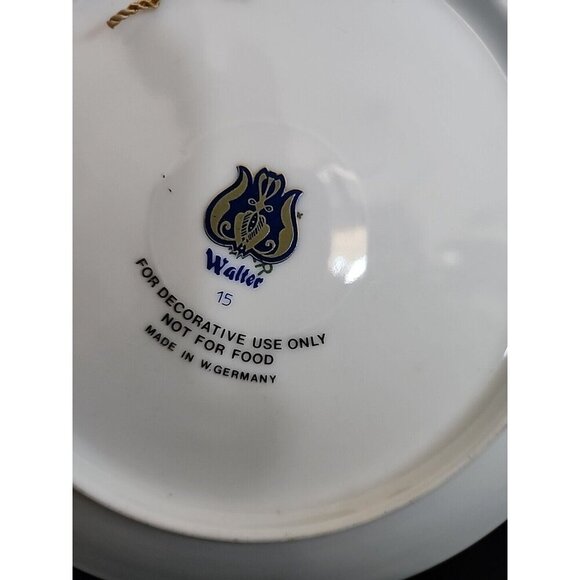 Walter
15
FOR DECORATIVE USE ONLY
NOT FOR FOOD
MADE IN W.GERMANY